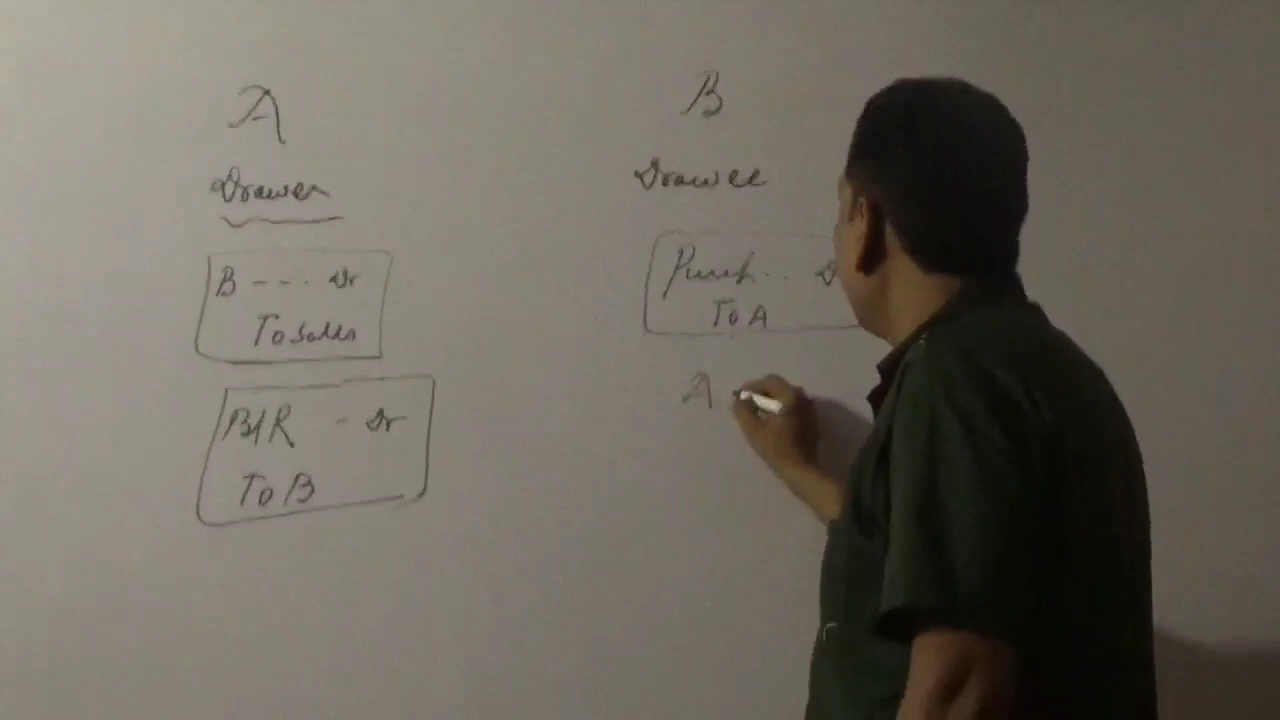 A
Drawer
B --- Dr
To Sales
B/R - Dr
To B
B
Drawee
Purch.. D
To A
A